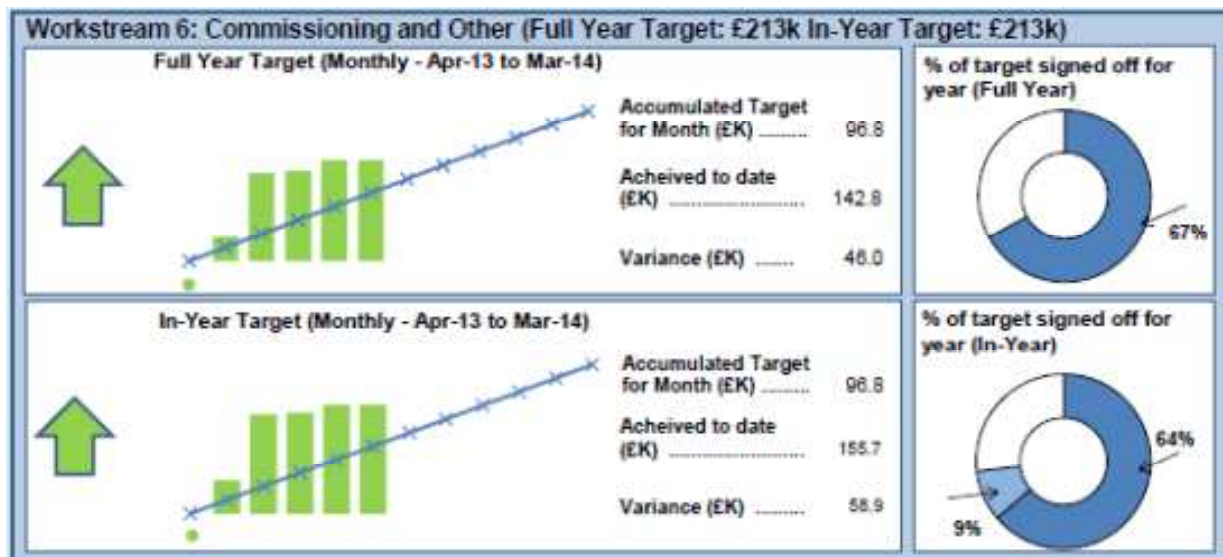 Workstream 6: Commissioning and Other (Full Year Target: £213k In-Year Target: £213k)
Full Year Target (Monthly - Apr-13 to Mar-14)
Accumulated Target
for Month (£K) ......... 96.8
Acheived to date
(£K) ........................... 142.8
Variance (£K) ....... 46.0
% of target signed off for
year (Full Year)
67%
In-Year Target (Monthly - Apr-13 to Mar-14)
Accumulated Target
for Month (£K) ......... 96.8
Acheived to date
(£K) ........................... 155.7
Variance (£K) ......... 58.9
% of target signed off for
year (In-Year)
64%
9%